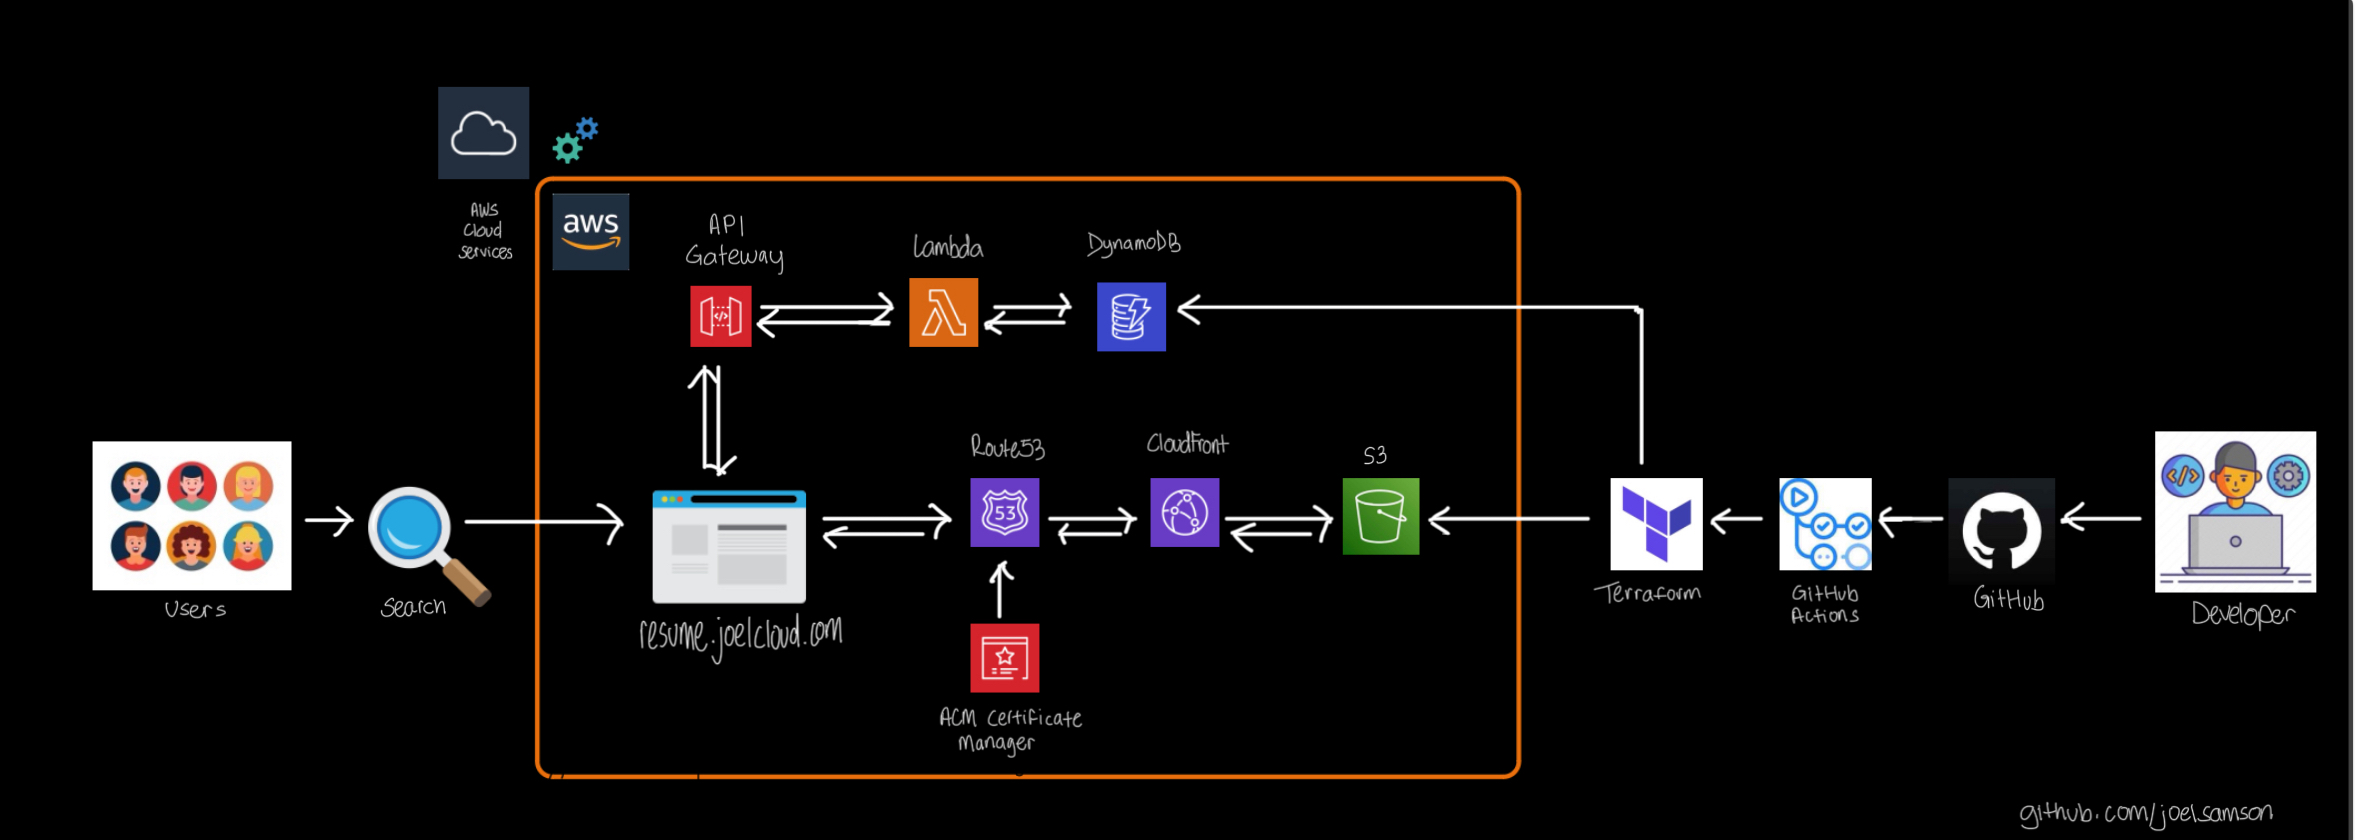 AWS
Cloud
Services
aws
API
Gateway
Lambda
DynamoDB
Users
Search
resume.joelcloud.com
Route53
53
CloudFront
S3
ACM Certificate
Manager
Terraform
GitHub
Actions
GitHub
Developer
github.com/joelsamson